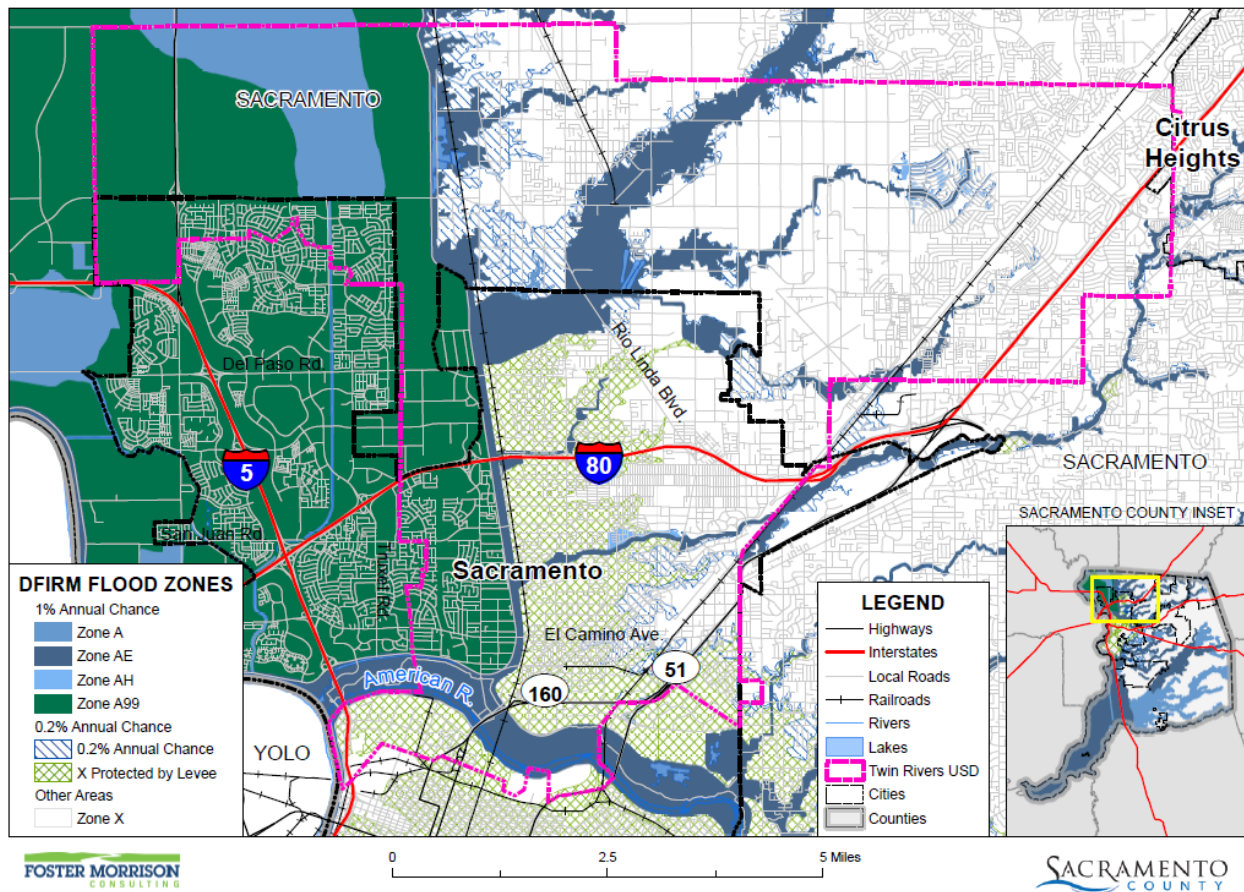 SACRAMENTO
Citrus
Heights
Rio Linda Blvd.
Del Paso Rd.
5
80
SACRAMENTO
San Juan Rd
Truxel Rd.
Sacramento
El Camino Ave.
American R.
160
51
YOLO
SACRAMENTO COUNTY INSET
DFIRM FLOOD ZONES
1% Annual Chance
Zone A
Zone AE
Zone AH
Zone A99
0.2% Annual Chance
0.2% Annual Chance
X Protected by Levee
Other Areas
Zone X
LEGEND
Highways
Interstates
Local Roads
Railroads
Rivers
Lakes
Twin Rivers USD
Cities
Counties
FOSTER MORRISON
CONSULTING
0 2.5 5 Miles
SACRAMENTO
COUNTY